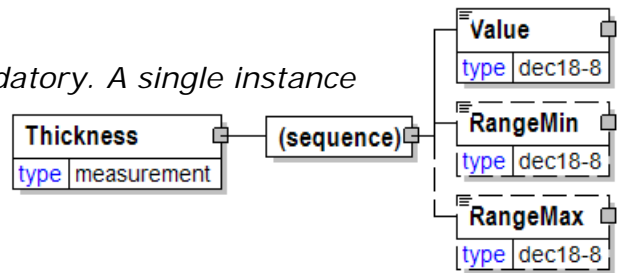 Value
type dec18-8
datory. A single instance
RangeMin
type dec18-8
Thickness
type measurement
(sequence)
RangeMax
type dec18-8